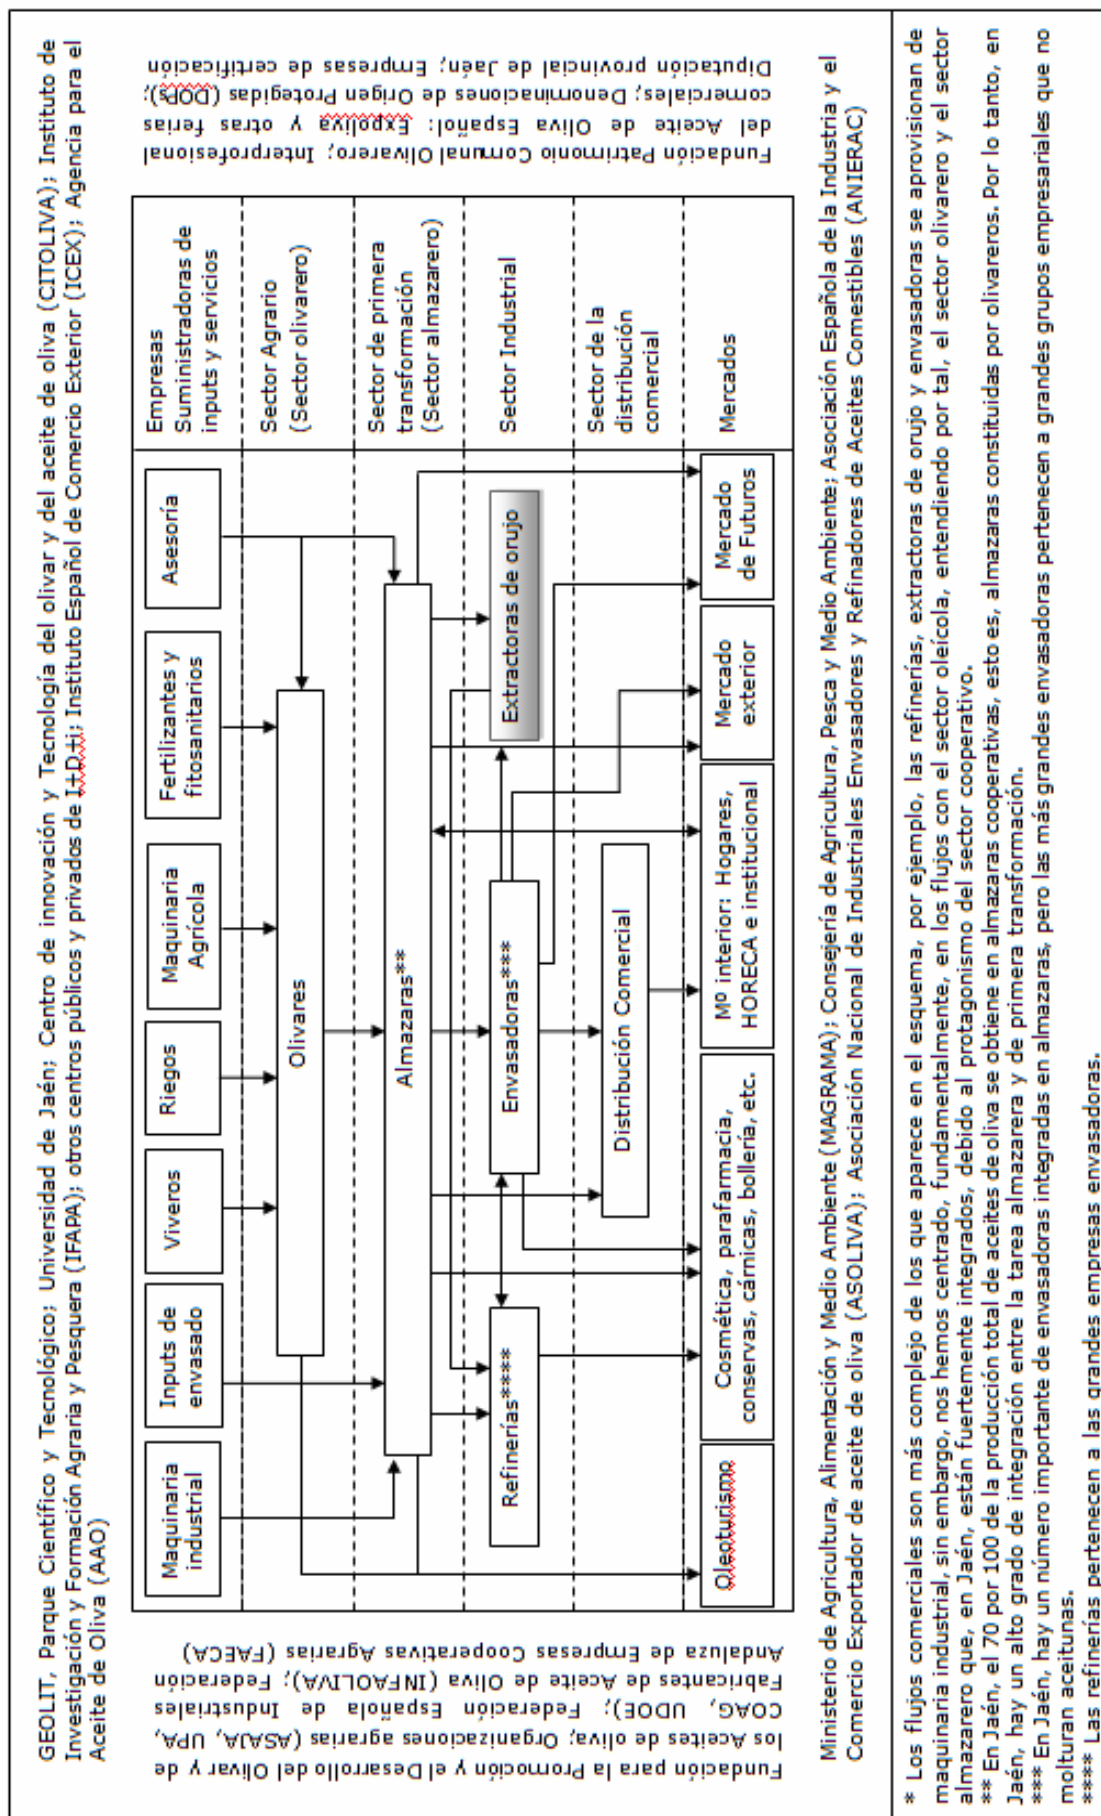 GEOLIT, Parque Científico y Tecnológico; Universidad de Jaén; Centro de innovación y Tecnología del olivar y del aceite de oliva (CITOLIVA); Instituto de
Investigación y Formación Agraria y Pesquera (IFAPA); otros centros públicos y privados de I+D+i; Instituto Español de Comercio Exterior (ICEX); Agencia para el
Aceite de Oliva (AAO)
Fundación para la Promoción y el Desarrollo del Olivar y de
los Aceites de oliva; Organizaciones agrarias (ASAJA, UPA,
COAG, UDOE); Federación Española de Industriales
Fabricantes de Aceite de Oliva (INFAOLIVA); Federación
Andaluza de Empresas Cooperativas Agrarias (FAECA)
Maquinaria
industrial
Inputs de
envasado
Viveros
Riegos
Maquinaria
Agrícola
Fertilizantes y
fitosanitarios
Asesoría
Empresas
Suministradoras de
inputs y servicios
Olivares
Sector Agrario
(Sector olivarero)
Almazaras**
Sector de primera
transformación
(Sector almazarero)
Refinerías****
Envasadoras***
Extractoras de orujo
Sector Industrial
Distribución Comercial
Sector de la
distribución
comercial
Oleoturismo
Cosmética, parafarmacia,
conservas, cárnicas, bollería, etc.
Mº interior: Hogares,
HORECA e institucional
Mercado
exterior
Mercado
de Futuros
Mercados
Fundación Patrimonio Comunal Olivarero; Interprofesional
del Aceite de Oliva Español: Expoliva y otras ferias
comerciales; Denominaciones de Origen Protegidas (DOPs);
Diputación provincial de Jaén; Empresas de certificación
Ministerio de Agricultura, Alimentación y Medio Ambiente (MAGRAMA); Consejería de Agricultura, Pesca y Medio Ambiente; Asociación Española de la Industria y el
Comercio Exportador de aceite de oliva (ASOLIVA); Asociación Nacional de Industriales Envasadores y Refinadores de Aceites Comestibles (ANIERAC)
* Los flujos comerciales son más complejo de los que aparece en el esquema, por ejemplo, las refinerías, extractoras de orujo y envasadoras se aprovisionan de
maquinaria industrial, sin embargo, nos hemos centrado, fundamentalmente, en los flujos con el sector oleícola, entendiendo por tal, el sector olivarero y el sector
almazarero que, en Jaén, están fuertemente integrados, debido al protagonismo del sector cooperativo.
** En Jaén, el 70 por 100 de la producción total de aceites de oliva se obtiene en almazaras cooperativas, esto es, almazaras constituidas por olivareros. Por lo tanto, en
Jaén, hay un alto grado de integración entre la tarea almazarera y de primera transformación.
*** En Jaén, hay un número importante de envasadoras integradas en almazaras, pero las más grandes envasadoras pertenecen a grandes grupos empresariales que no
molturan aceitunas.
**** Las refinerías pertenecen a las grandes empresas envasadoras.